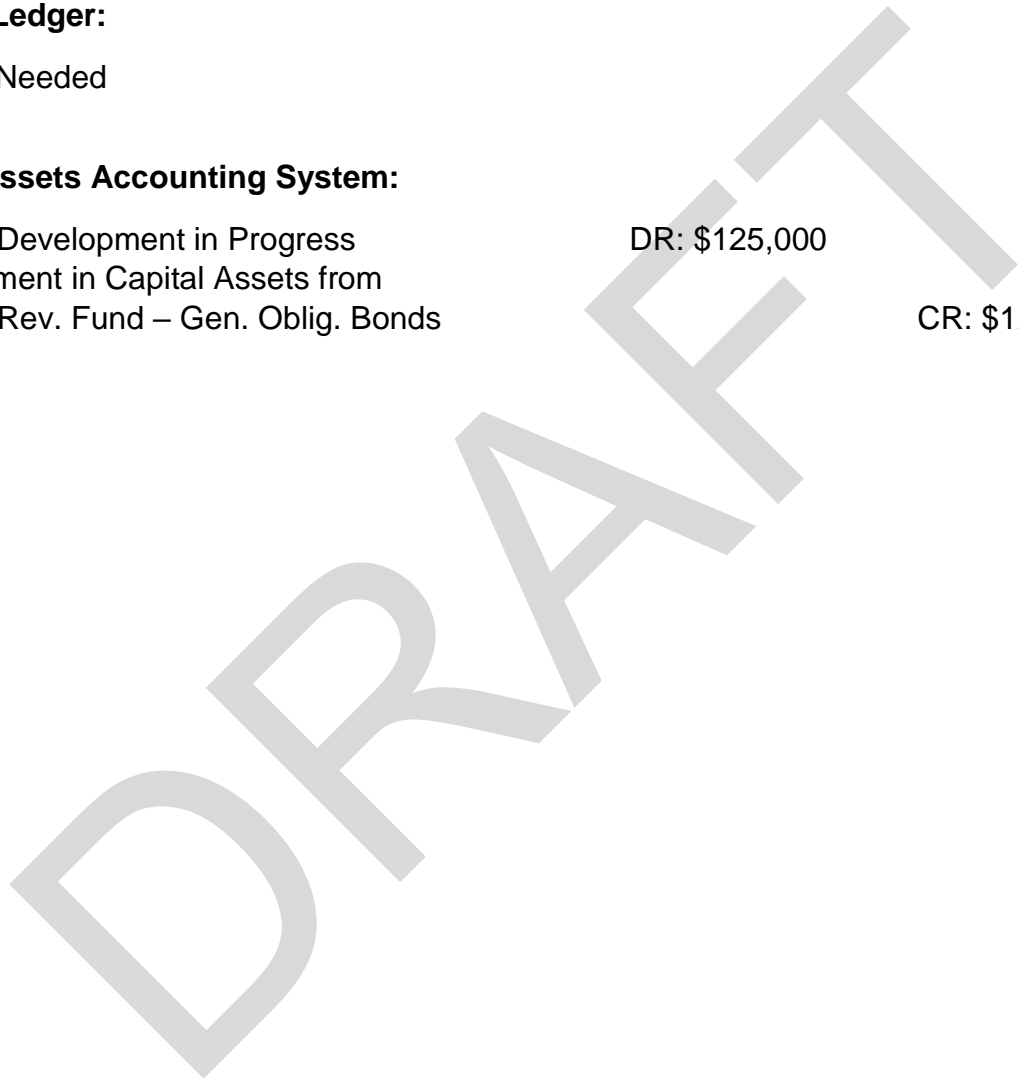 Ledger:
Needed
ssets Accounting System:
Development in Progress DR: $125,000
ment in Capital Assets from
Rev. Fund – Gen. Oblig. Bonds CR: $1
DRAFT